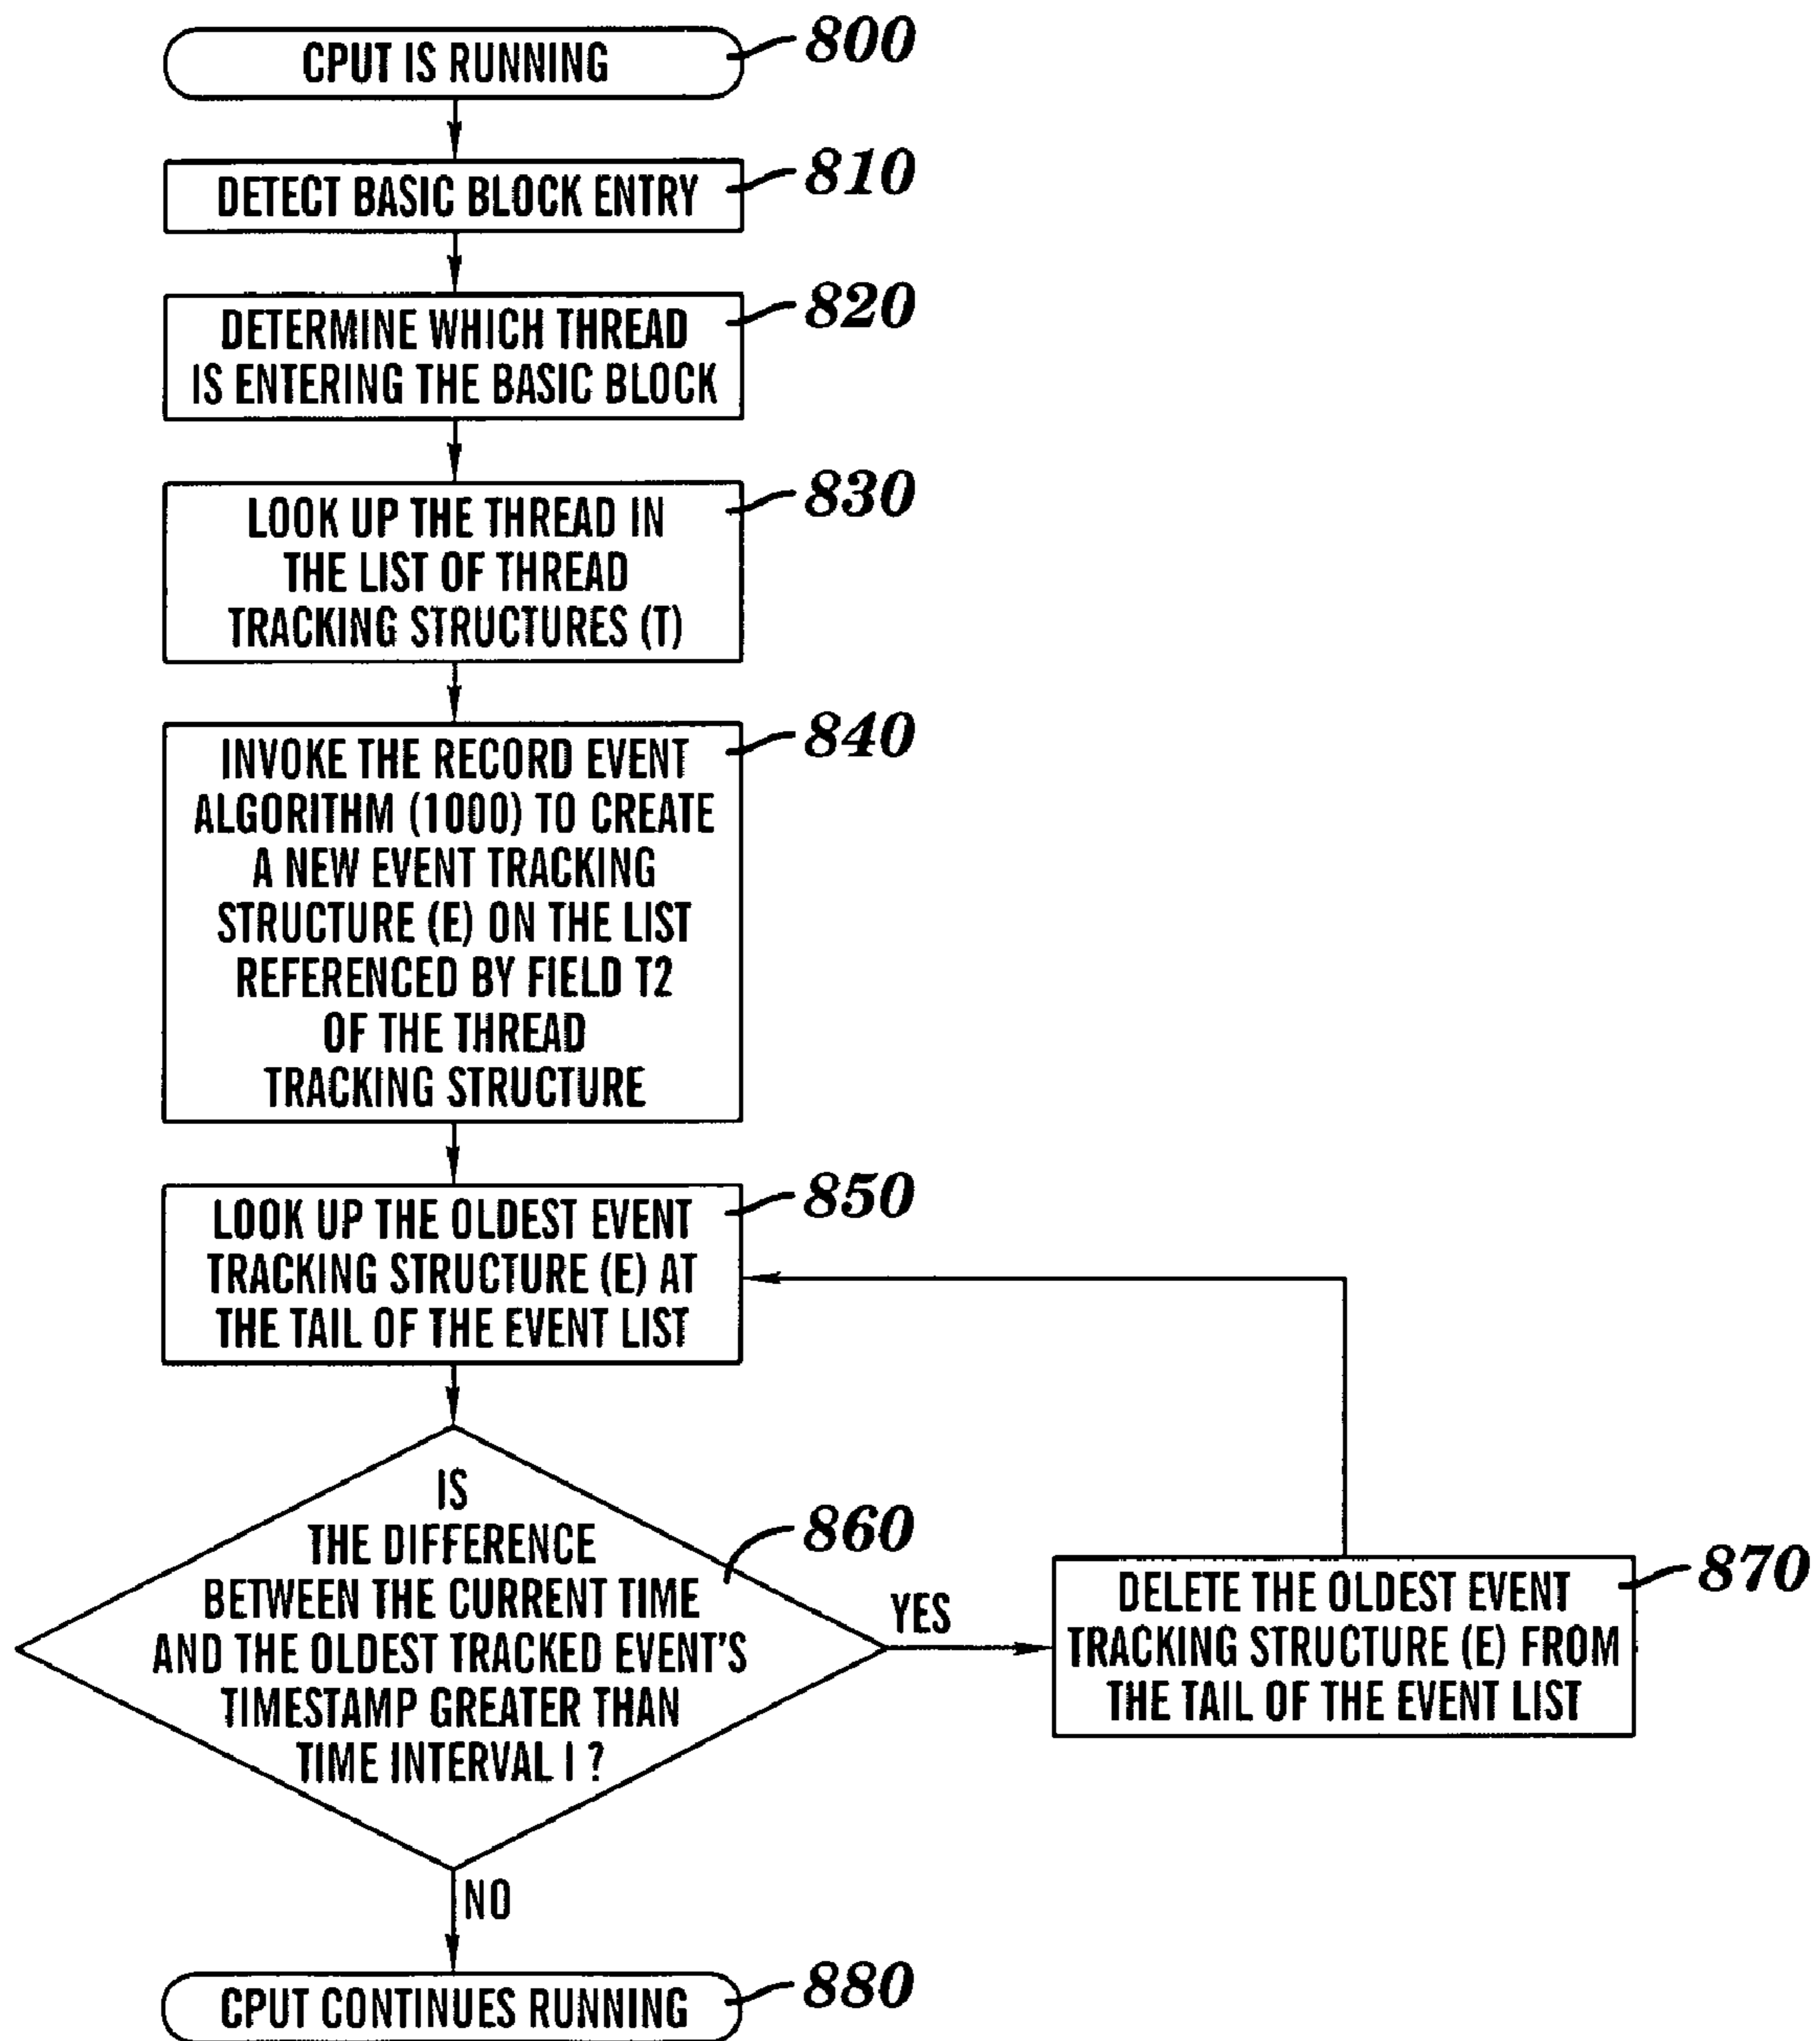 CPUT IS RUNNING
800
DETECT BASIC BLOCK ENTRY
810
DETERMINE WHICH THREAD
IS ENTERING THE BASIC BLOCK
820
LOOK UP THE THREAD IN
THE LIST OF THREAD
TRACKING STRUCTURES (T)
830
INVOKE THE RECORD EVENT
ALGORITHM (1000) TO CREATE
A NEW EVENT TRACKING
STRUCTURE (E) ON THE LIST
REFERENCED BY FIELD T2
OF THE THREAD
TRACKING STRUCTURE
840
LOOK UP THE OLDEST EVENT
TRACKING STRUCTURE (E) AT
THE TAIL OF THE EVENT LIST
850
IS
THE DIFFERENCE
BETWEEN THE CURRENT TIME
AND THE OLDEST TRACKED EVENT'S
TIMESTAMP GREATER THAN
TIME INTERVAL I ?
860
YES
DELETE THE OLDEST EVENT
TRACKING STRUCTURE (E) FROM
THE TAIL OF THE EVENT LIST
870
NO
CPUT CONTINUES RUNNING
880